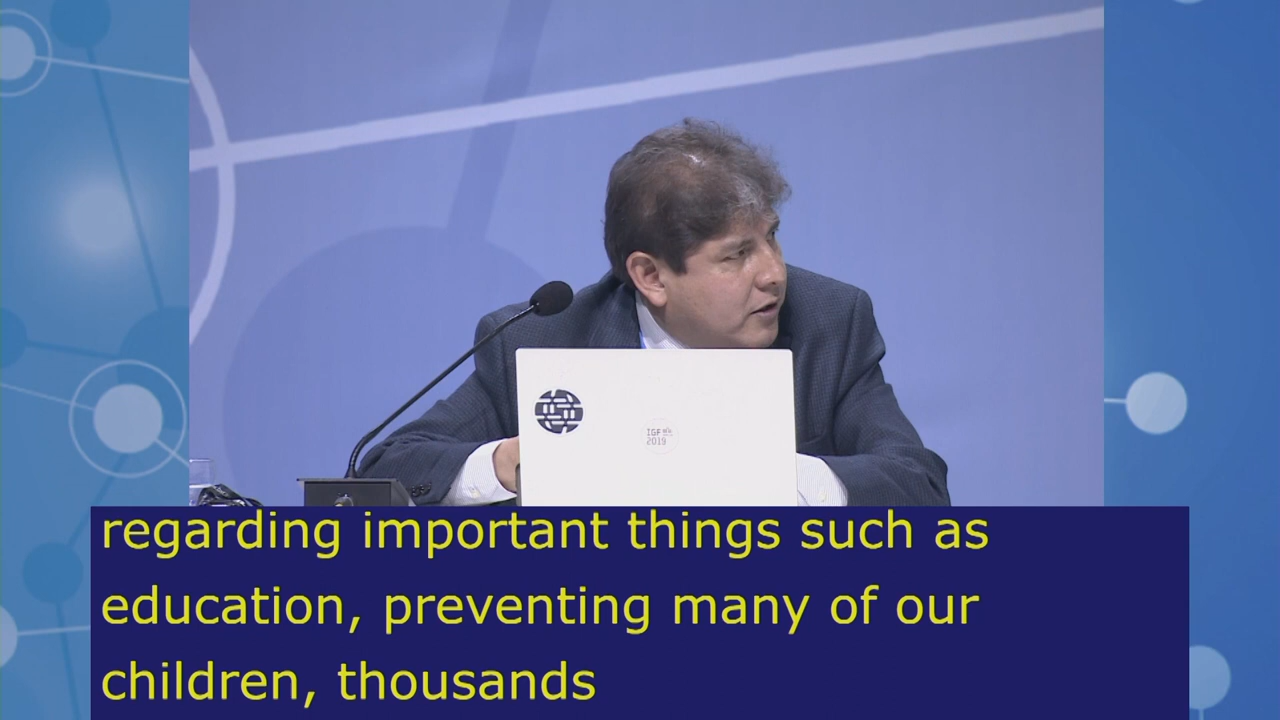 IGF
2019
regarding important things such as
education, preventing many of our
children, thousands